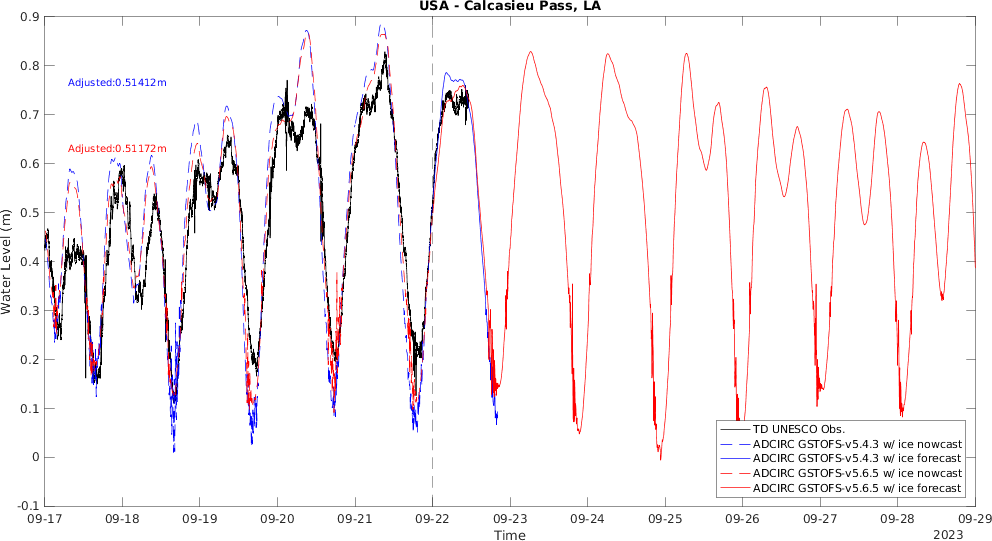 USA - Calcasieu Pass, LA
0.9
0.8
0.7
0.6
0.5
0.4
0.3
0.2
0.1
0
-0.1
Water Level (m)
Adjusted:0.51412m
Adjusted:0.51172m
TD UNESCO Obs.
ADCIRC GSTOFS-v5.4.3 w/ ice nowcast
ADCIRC GSTOFS-v5.4.3 w/ ice forecast
ADCIRC GSTOFS-v5.6.5 w/ ice nowcast
ADCIRC GSTOFS-v5.6.5 w/ ice forecast
09-17 09-18 09-19 09-20 09-21 09-22 09-23 09-24 09-25 09-26 09-27 09-28 09-29
Time
2023